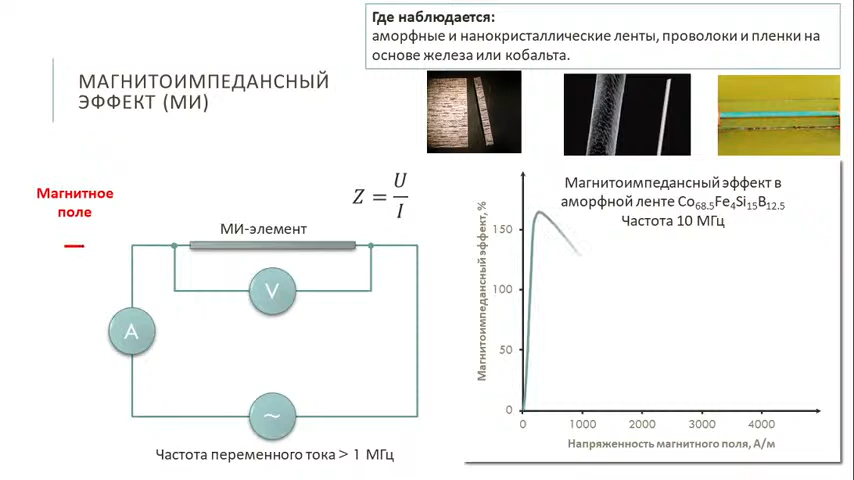 Где наблюдается:
аморфные и нанокристаллические ленты, проволоки и пленки на
основе железа или кобальта.
МАГНИТОИМПЕДАНСНЫЙ
ЭФФЕКТ (МИ)
Магнитное
поле
Z = U/I
МИ-элемент
V
A
~
Частота переменного тока > 1 МГц
Магнитоимпедансный эффект в
аморфной ленте Co68.5Fe4Si15B12.5
Частота 10 МГц
Магнитоимпедансный эффект, %
150
100
50
0
0 1000 2000 3000 4000
Напряженность магнитного поля, А/м